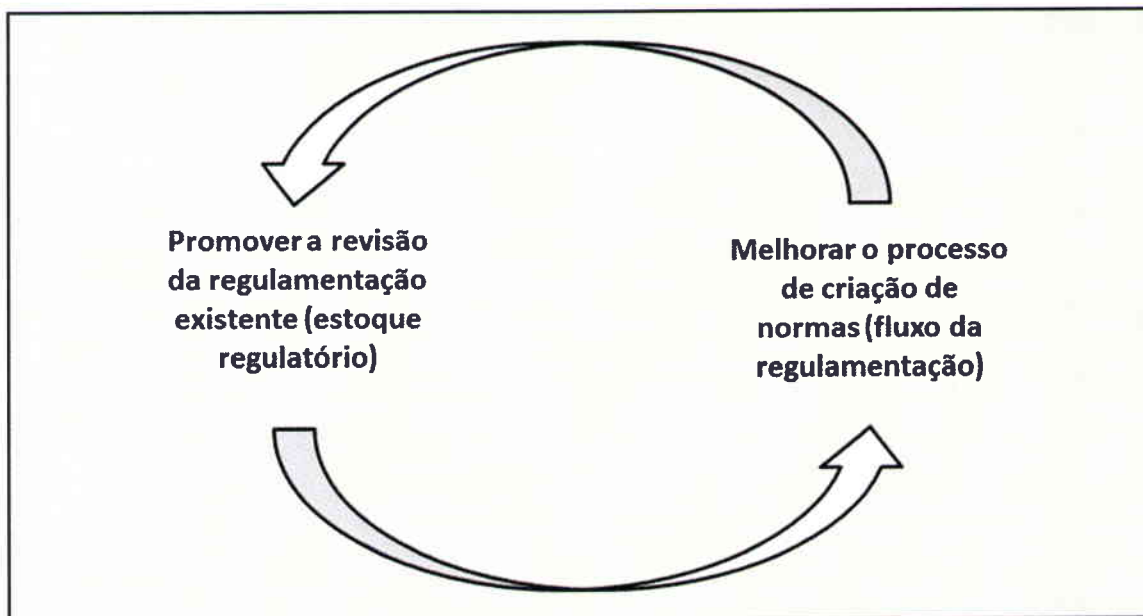 Promover a revisão
da regulamentação
existente (estoque
regulatório)
Melhorar o processo
de criação de
normas (fluxo da
regulamentação)